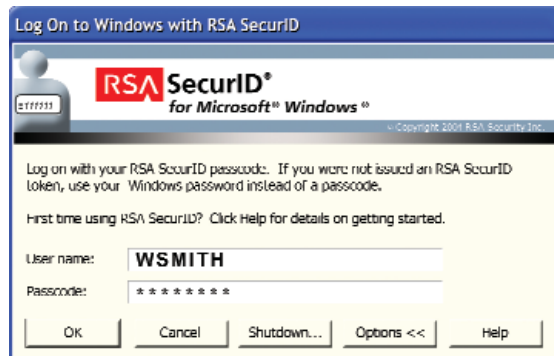 Log On to Windows with RSA SecurID
RSA SecurID®
for Microsoft® Windows ®
Copyright 2004 RSA Security Inc.
Log on with your RSA SecurID passcode. If you were not issued an RSA SecurID
token, use your Windows password instead of a passcode.
First time using RSA SecurID? Click Help for details on getting started.
User name: WSMITH
Passcode: * * * * * * * *
OK Cancel Shutdown... Options << Help